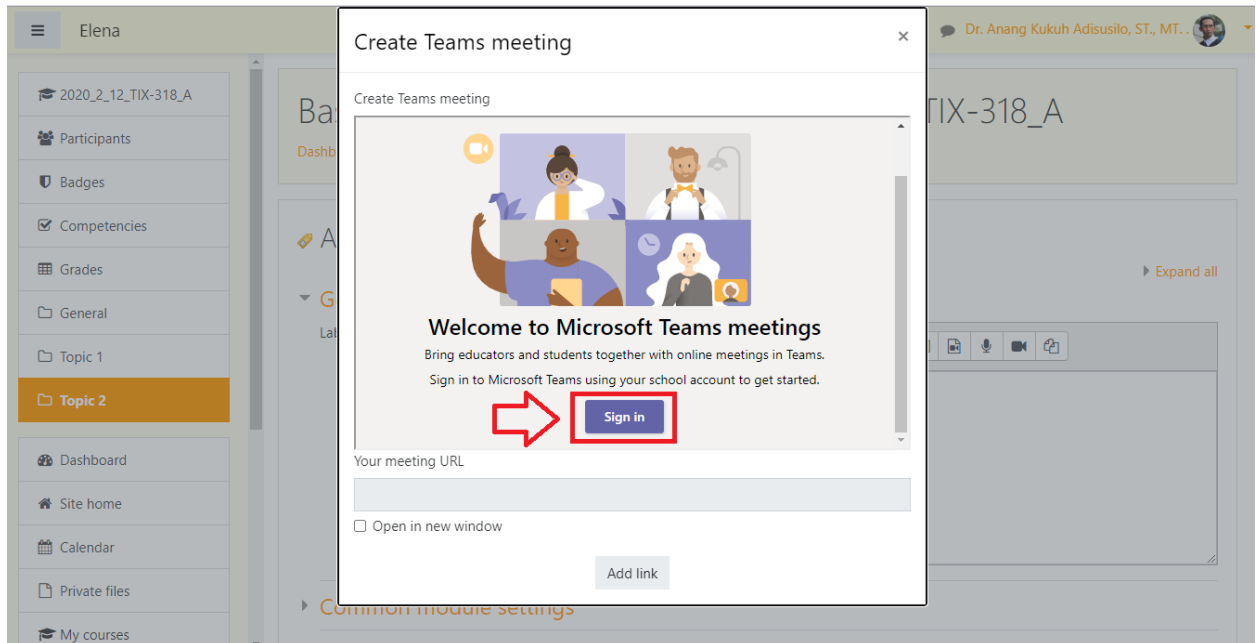 Elena
Dr. Anang Kukuh Adisusilo, ST., MT. .
2020_2_12_TIX-318_A
Participants
Badges
Competencies
Grades
General
Topic 1
Topic 2
Dashboard
Site home
Calendar
Private files
My courses
Create Teams meeting
×
Create Teams meeting
Welcome to Microsoft Teams meetings
Bring educators and students together with online meetings in Teams.
Sign in to Microsoft Teams using your school account to get started.
Sign in
Your meeting URL
Open in new window
Add link
TIX-318_A
Expand all
Common module settings